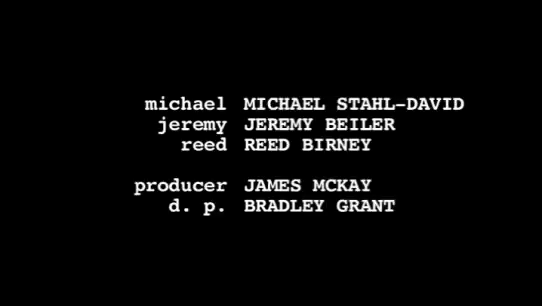 michael MICHAEL STAHL-DAVID
jeremy JEREMY BEILER
reed REED BIRNEY
producer JAMES MCKAY
d. p. BRADLEY GRANT